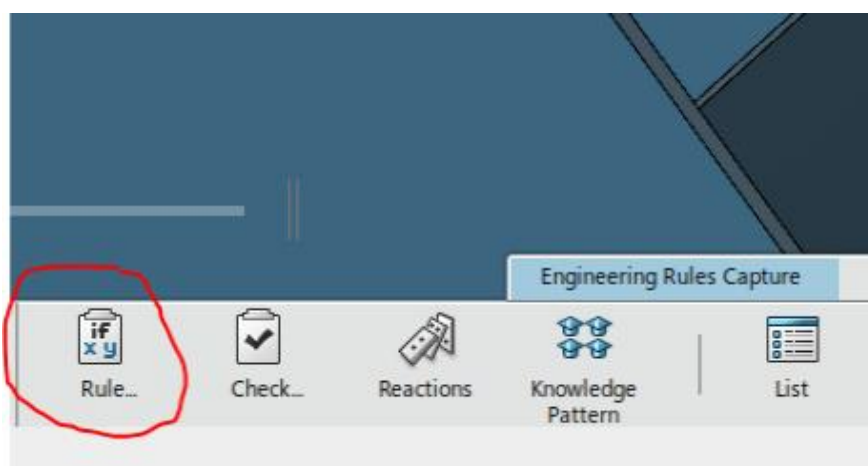 Engineering Rules Capture
if
x y
Rule...
Check...
Reactions
Knowledge
Pattern
List